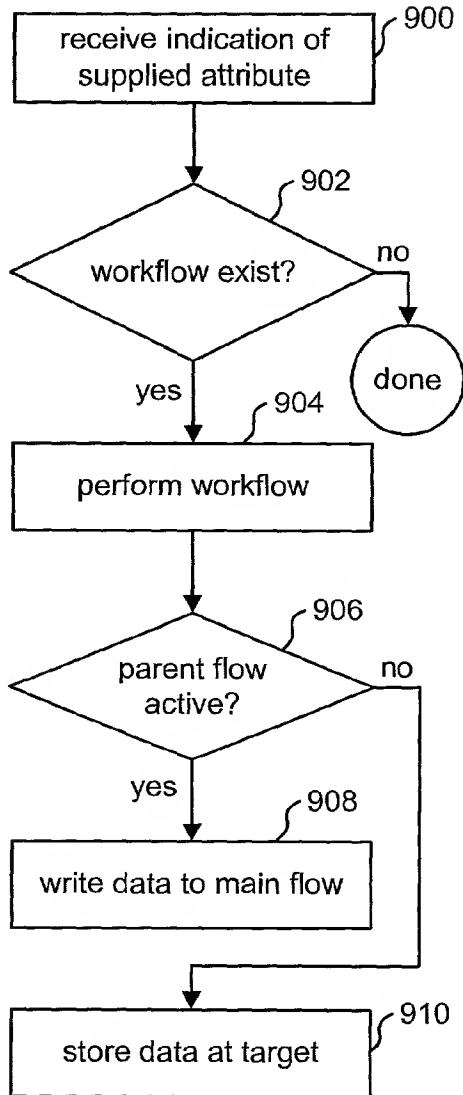 900
receive indication of
supplied attribute
902
workflow exist?
no
done
yes
904
perform workflow
906
parent flow
active?
no
yes
908
write data to main flow
910
store data at target